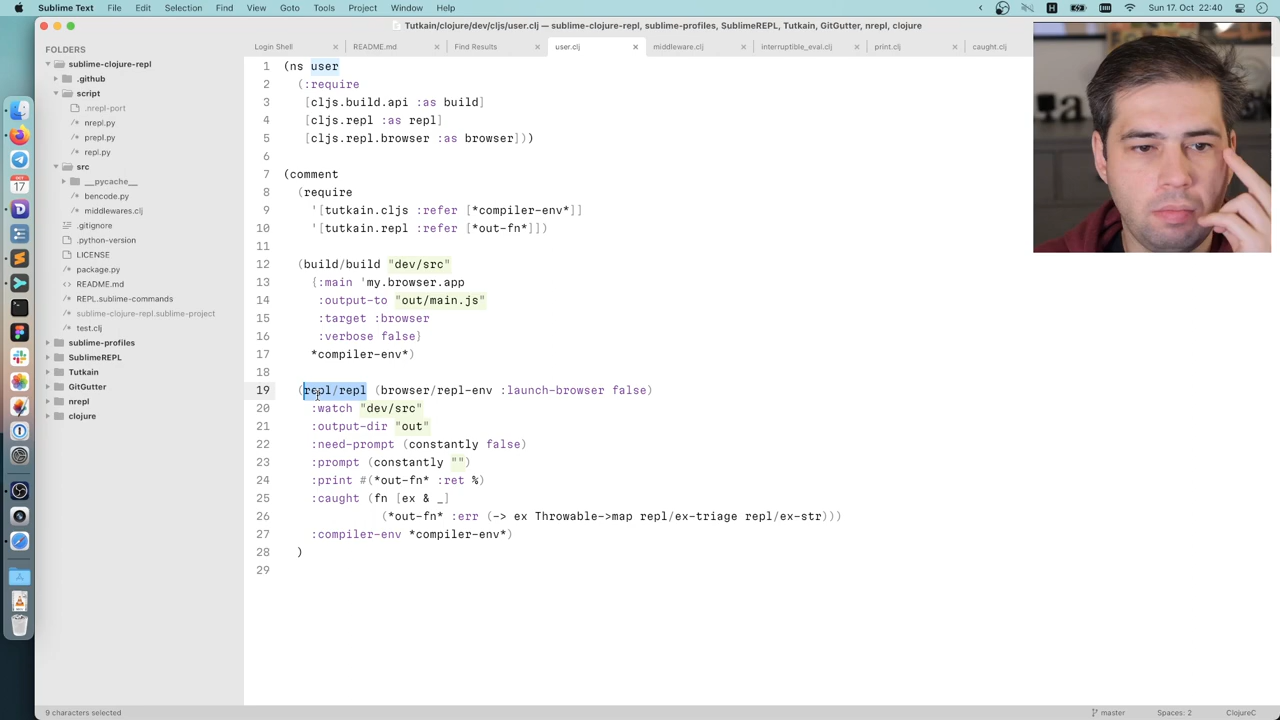 Sublime Text File Edit Selection Find View Goto Tools Project Window Help Sun 17. Oct 22:40
Tutkain/clojure/dev/cljs/user.clj — sublime-clojure-repl, sublime-profiles, SublimeREPL, Tutkain, GitGutter, nrepl, clojure
FOLDERS
sublime-clojure-repl
.github
script
.nrepl-port
nrepl.py
prepl.py
repl.py
src
__pycache__
bencode.py
middlewares.clj
.gitignore
.python-version
LICENSE
package.py
README.md
REPL.sublime-commands
sublime-clojure-repl.sublime-project
test.clj
sublime-profiles
SublimeREPL
Tutkain
GitGutter
nrepl
clojure
Login Shell README.md Find Results user.clj middleware.clj interruptible_eval.clj print.clj caught.clj
1 (ns user
2 (:require
3 [cljs.build.api :as build]
4 [cljs.repl :as repl]
5 [cljs.repl.browser :as browser]))
6
7 (comment
8 (require
9 '[tutkain.cljs :refer [*compiler-env*]]
10 '[tutkain.repl :refer [*out-fn*]])
11
12 (build/build "dev/src"
13 {:main 'my.browser.app
14 :output-to "out/main.js"
15 :target :browser
16 :verbose false}
17 *compiler-env*)
18
19 (repl/repl (browser/repl-env :launch-browser false)
20 :watch "dev/src"
21 :output-dir "out"
22 :need-prompt (constantly false)
23 :prompt (constantly "")
24 :print #(*out-fn* :ret %)
25 :caught (fn [ex & _]
26 (*out-fn* :err (-> ex Throwable->map repl/ex-triage repl/ex-str)))
27 :compiler-env *compiler-env*)
28 )
29
9 characters selected
master Spaces: 2 ClojureC
OCT
17